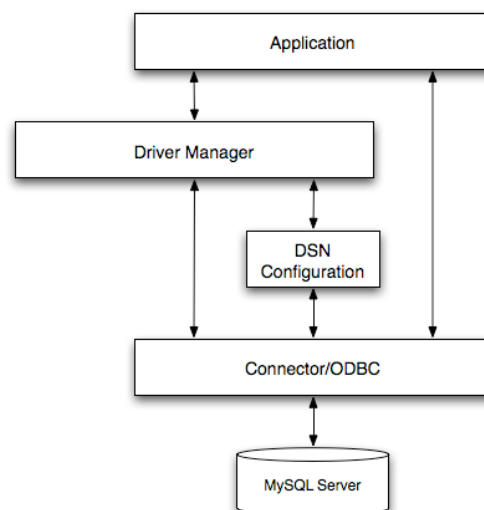 Application
Driver Manager
DSN
Configuration
Connector/ODBC
MySQL Server